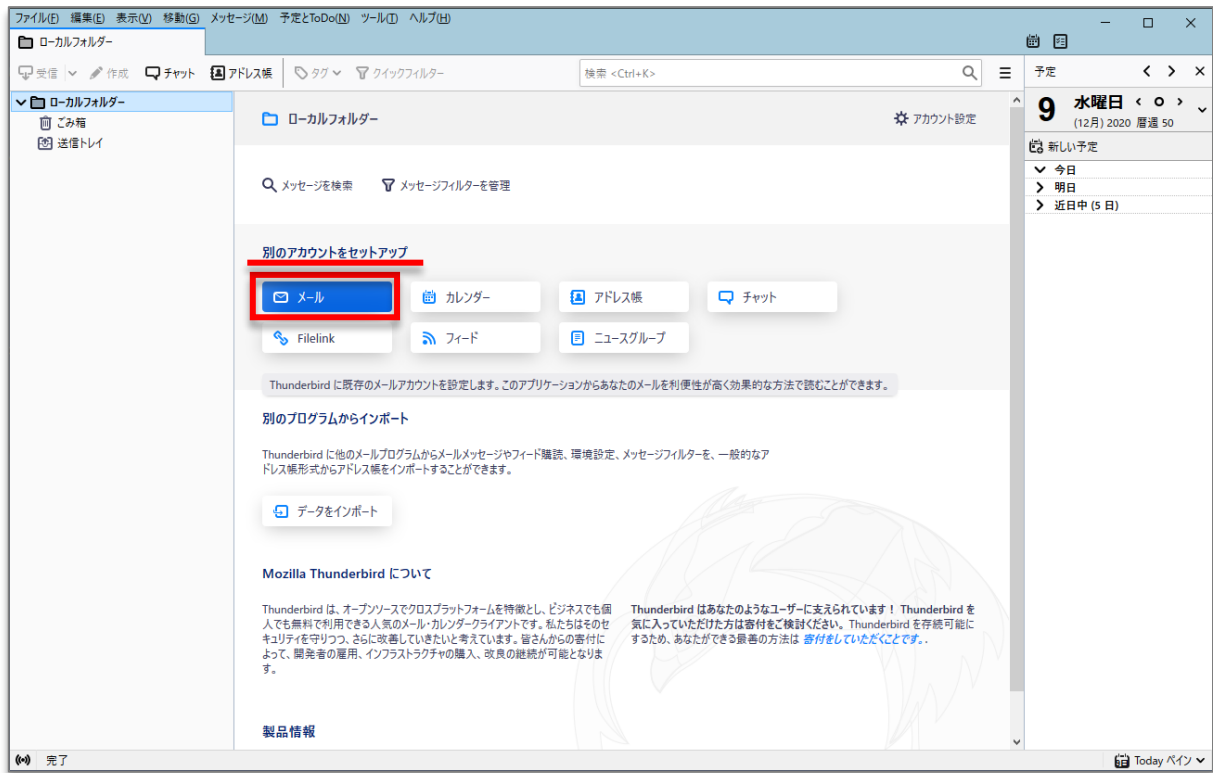 ファイル(F) 編集(E) 表示(V) 移動(G) メッセージ(M) 予定とToDo(N) ツール(T) ヘルプ(H)
ローカルフォルダー
受信 作成 チャット アドレス帳 タグ クイックフィルター 検索 <Ctrl+K>
予定
ローカルフォルダー
ごみ箱
送信トレイ
ローカルフォルダー
アカウント設定
メッセージを検索 メッセージフィルターを管理
別のアカウントをセットアップ
メール カレンダー アドレス帳 チャット
Filelink フィード ニュースグループ
Thunderbird に既存のメールアカウントを設定します。このアプリケーションからあなたのメールを利便性が高く効果的な方法で読むことができます。
別のプログラムからインポート
Thunderbird に他のメールプログラムからメールメッセージやフィード購読、環境設定、メッセージフィルターを、一般的なア
ドレス帳形式からアドレス帳をインポートすることができます。
データをインポート
Mozilla Thunderbird について
Thunderbird は、オープンソースでクロスプラットフォームを特徴とし、ビジネスでも個
人でも無料で利用できる人気のメール・カレンダークライアントです。私たちはそのセ
キュリティを守りつつ、さらに改善していきたいと考えています。皆さんからの寄付に
よって、開発者の雇用、インフラストラクチャの購入、改良の継続が可能となりま
す。
Thunderbird はあなたのようなユーザーに支えられています！ Thunderbird を
気に入っていただけた方は寄付をご検討ください。Thunderbird を存続可能に
するため、あなたができる最善の方法は 寄付をしていただくことです。.
製品情報
9 水曜日
(12月) 2020 暦週 50
新しい予定
今日
明日
近日中 (5 日)
完了
Today ペイン